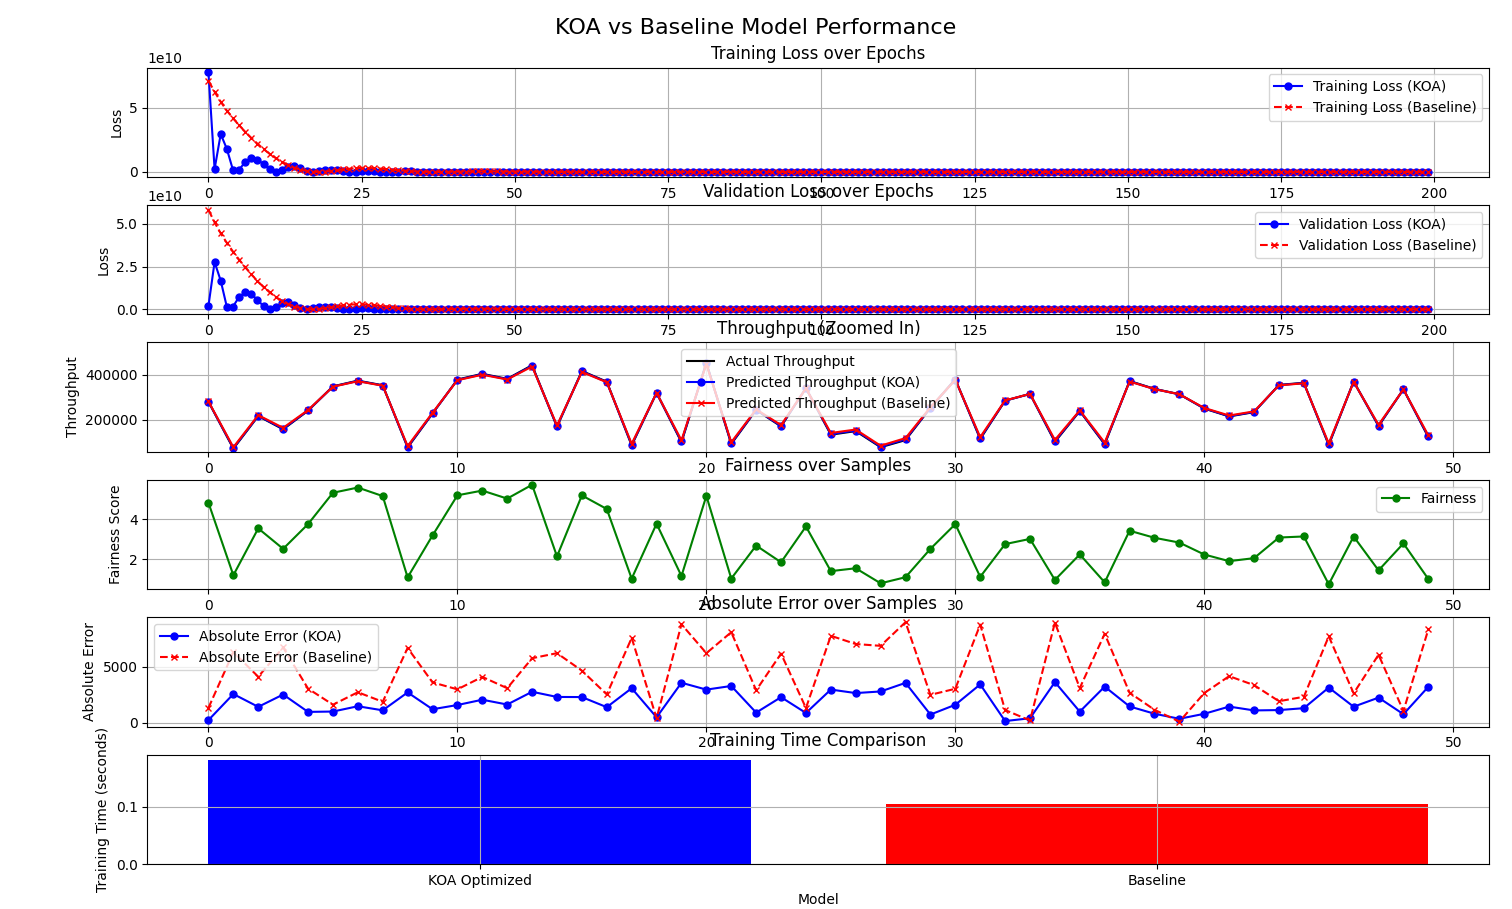 KOA vs Baseline Model Performance
Training Loss over Epochs
1e10
Loss
5
0
Training Loss (KOA)
Training Loss (Baseline)
0 25 50 75 100 125 150 175 200
Validation Loss over Epochs
1e10
Loss
5.0
2.5
0.0
Validation Loss (KOA)
Validation Loss (Baseline)
0 25 50 75 100 125 150 175 200
Throughput (Zoomed In)
Throughput
400000
200000
Actual Throughput
Predicted Throughput (KOA)
Predicted Throughput (Baseline)
0 10 20 30 40 50
Fairness over Samples
Fairness Score
4
2
Fairness
0 10 20 30 40 50
Absolute Error over Samples
Absolute Error
5000
0
Absolute Error (KOA)
Absolute Error (Baseline)
0 10 20 30 40 50
Training Time Comparison
Training Time (seconds)
0.1
0.0
KOA Optimized Baseline
Model